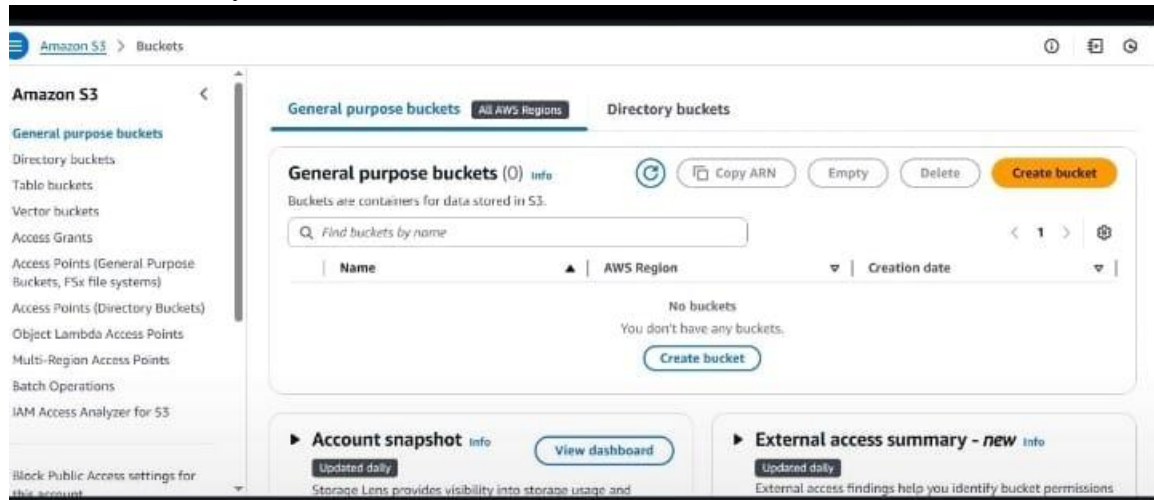 Amazon S3 > Buckets
Amazon S3
General purpose buckets
Directory buckets
Table buckets
Vector buckets
Access Grants
Access Points (General Purpose
Buckets, FSx file systems)
Access Points (Directory Buckets)
Object Lambda Access Points
Multi-Region Access Points
Batch Operations
IAM Access Analyzer for S3
Block Public Access settings for
this account
General purpose buckets All AWS Regions Directory buckets
General purpose buckets (0) Info Copy ARN Empty Delete Create bucket
Buckets are containers for data stored in S3.
Find buckets by name < 1 >
Name AWS Region Creation date
No buckets
You don't have any buckets.
Create bucket
Account snapshot Info View dashboard
Updated daily
Storage Lens provides visibility into storage usage and
External access summary - new Info
Updated daily
External access findings help you identify bucket permissions